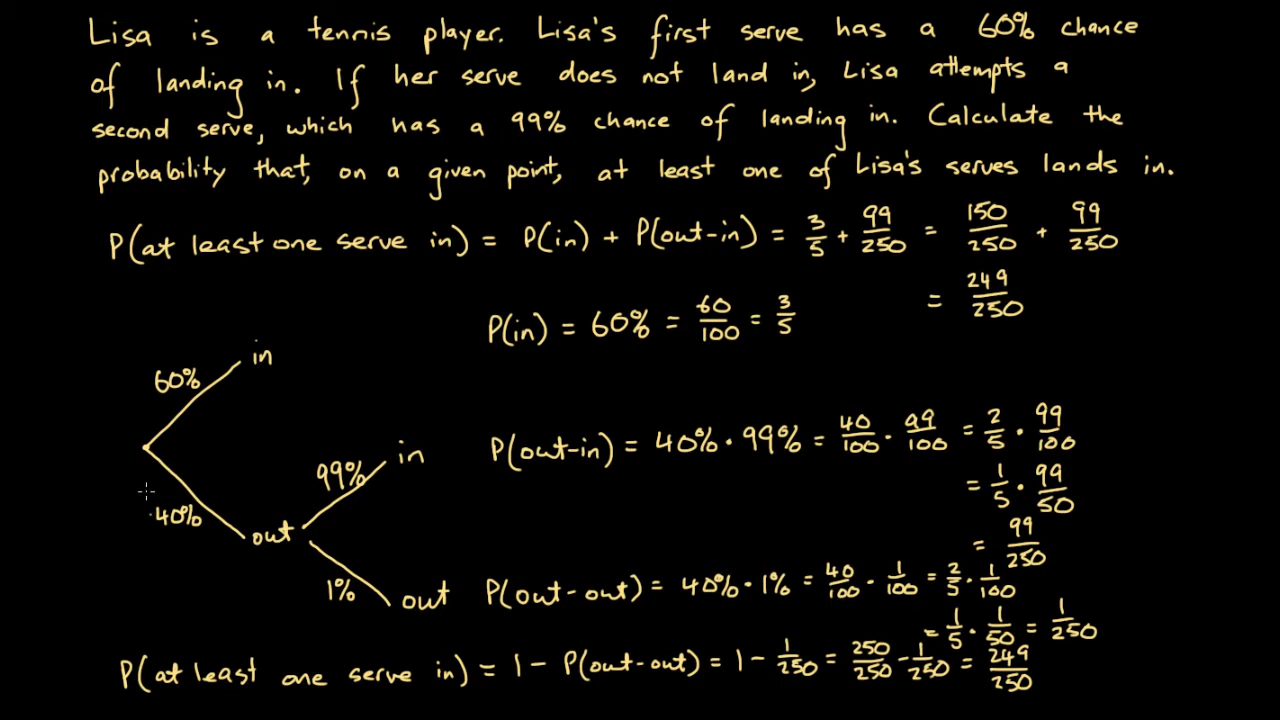 Lisa is a tennis player. Lisa's first serve has a 60% chance
of landing in. If her serve does not land in, Lisa attempts a
second serve, which has a 99% chance of landing in. Calculate the
probability that, on a given point, at least one of Lisa's serves lands in.
P(at least one serve in) = P(in) + P(out-in) = 3/5 + 99/250 = 150/250 + 99/250
= 249/250
P(in) = 60% = 60/100 = 3/5
in
60%
P(out-in) = 40% · 99% = 40/100 · 99/100 = 2/5 · 99/100
in
99%
= 1/5 · 99/50
40%
out
= 99/250
1%
out
P(out-out) = 40% · 1% = 40/100 · 1/100 = 2/5 · 1/100
= 1/5 · 1/50 = 1/250
P(at least one serve in) = 1 - P(out-out) = 1 - 1/250 = 250/250 - 1/250 = 249/250